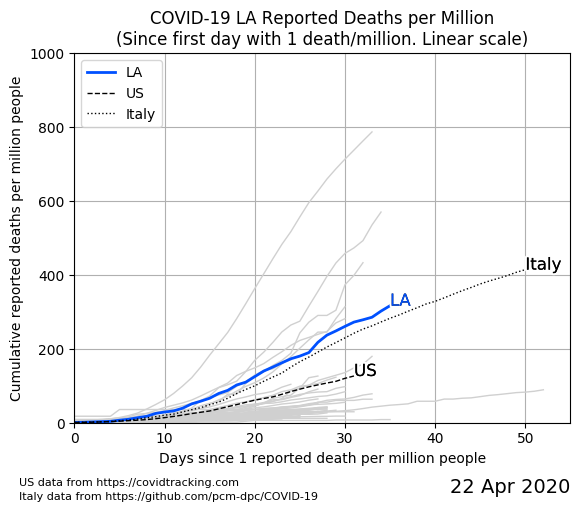 COVID-19 LA Reported Deaths per Million
(Since first day with 1 death/million. Linear scale)
1000
800
600
400
200
0
Cumulative reported deaths per million people
LA
US
Italy
Italy
LA
US
0 10 20 30 40 50
Days since 1 reported death per million people
US data from https://covidtracking.com
Italy data from https://github.com/pcm-dpc/COVID-19
22 Apr 2020